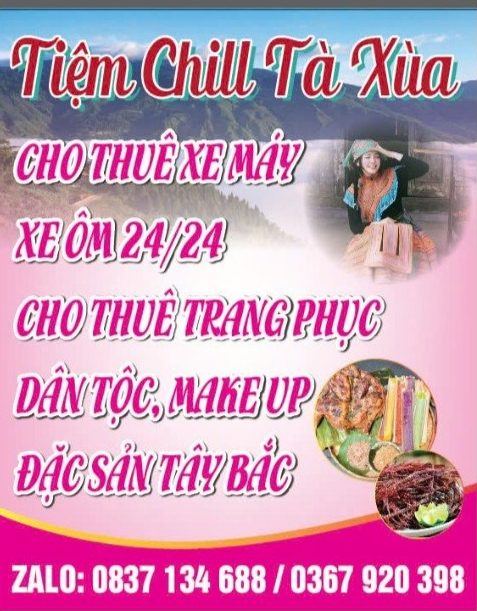 Tiệm Chill Tà Xùa
CHO THUÊ XE MÁY
XE ÔM 24/24
CHO THUÊ TRANG PHỤC
DÂN TỘC, MAKE UP
ĐẶC SẢN TÂY BẮC
ZALO: 0837 134 688 / 0367 920 398